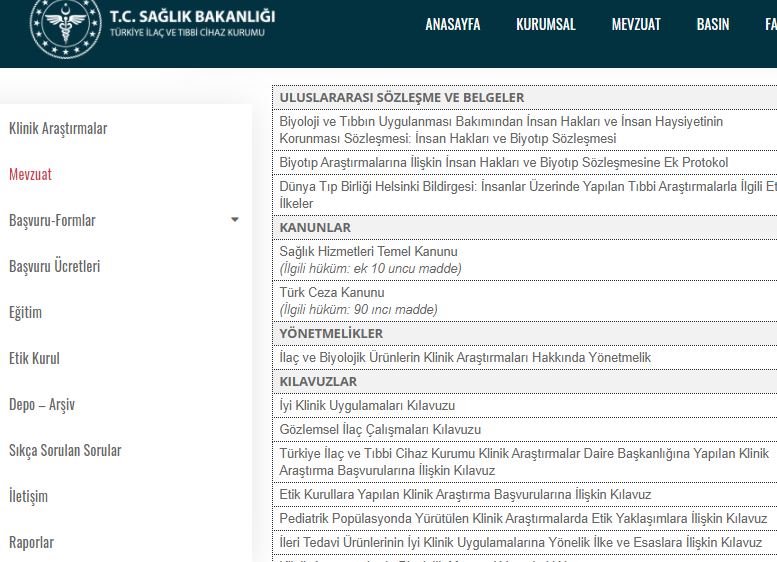 T.C. SAĞLIK BAKANLIĞI
TÜRKİYE İLAÇ VE TIBBİ CİHAZ KURUMU
ANASAYFA KURUMSAL MEVZUAT BASIN
Klinik Araştırmalar
Mevzuat
Başvuru-Formlar
Başvuru Ücretleri
Eğitim
Etik Kurul
Depo – Arşiv
Sıkça Sorulan Sorular
İletişim
Raporlar
ULUSLARARASI SÖZLEŞME VE BELGELER
Biyoloji ve Tıbbın Uygulanması Bakımından İnsan Hakları ve İnsan Haysiyetinin
Korunması Sözleşmesi: İnsan Hakları ve Biyotıp Sözleşmesi
Biyotıp Araştırmalarına İlişkin İnsan Hakları ve Biyotıp Sözleşmesine Ek Protokol
Dünya Tıp Birliği Helsinki Bildirgesi: İnsanlar Üzerinde Yapılan Tıbbi Araştırmalarla İlgili
İlkeler
KANUNLAR
Sağlık Hizmetleri Temel Kanunu
(İlgili hüküm: ek 10 uncu madde)
Türk Ceza Kanunu
(İlgili hüküm: 90 ıncı madde)
YÖNETMELİKLER
İlaç ve Biyolojik Ürünlerin Klinik Araştırmaları Hakkında Yönetmelik
KILAVUZLAR
İyi Klinik Uygulamaları Kılavuzu
Gözlemsel İlaç Çalışmaları Kılavuzu
Türkiye İlaç ve Tıbbi Cihaz Kurumu Klinik Araştırmalar Daire Başkanlığına Yapılan Klinik
Araştırma Başvurularına İlişkin Kılavuz
Etik Kurullara Yapılan Klinik Araştırma Başvurularına İlişkin Kılavuz
Pediatrik Popülasyonda Yürütülen Klinik Araştırmalarda Etik Yaklaşımlara İlişkin Kılavuz
İleri Tedavi Ürünlerinin İyi Klinik Uygulamalarına Yönelik İlke ve Esaslara İlişkin Kılavuz